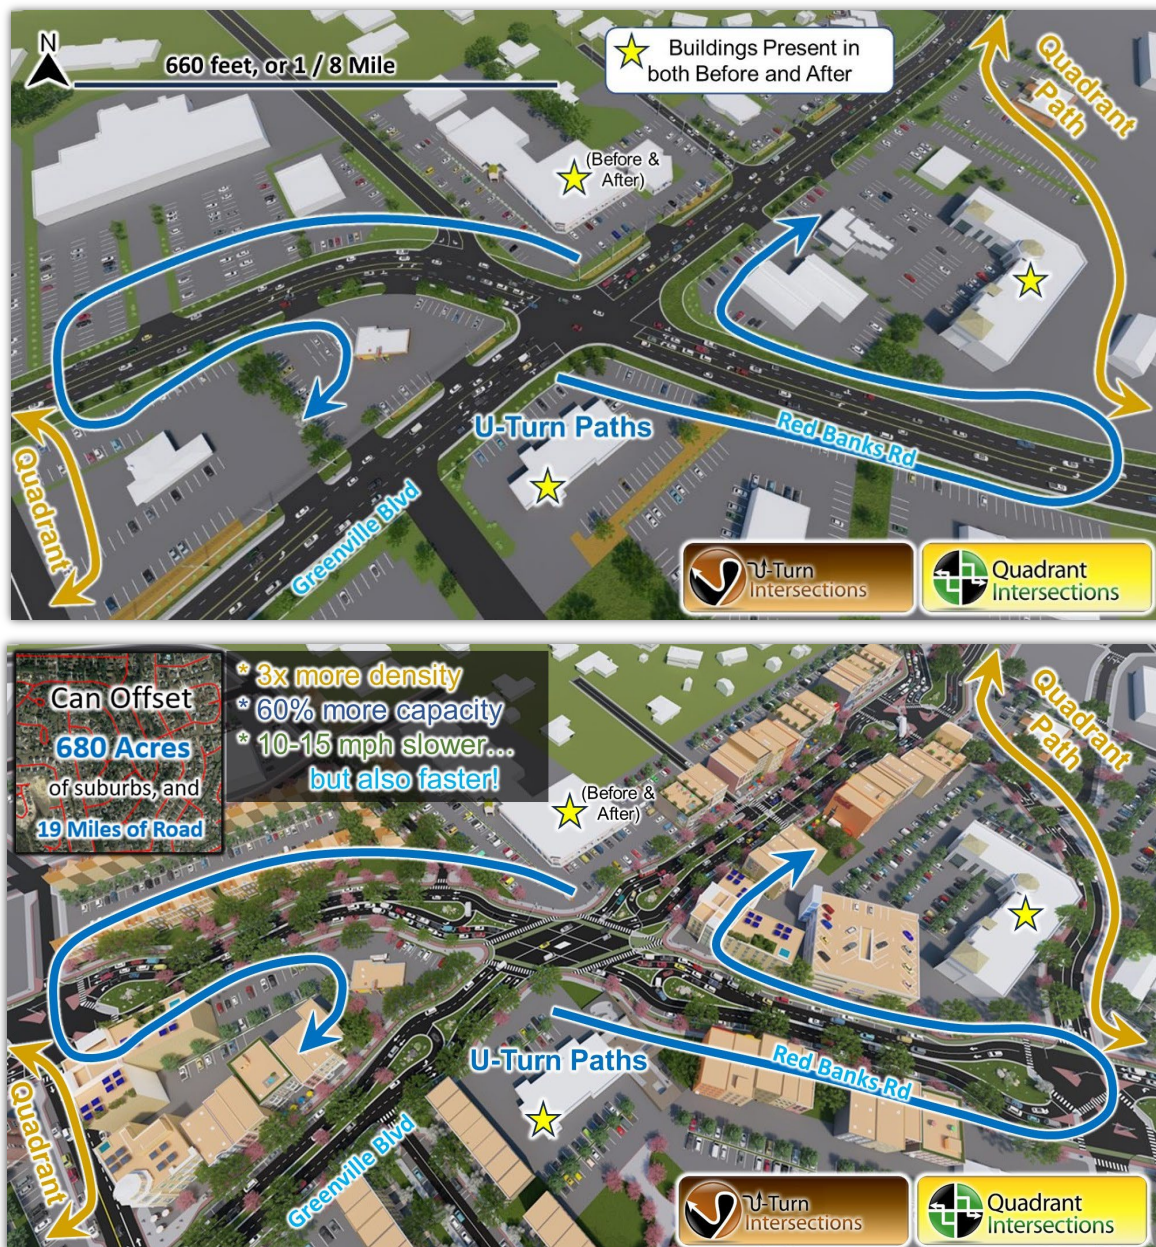 N
660 feet, or 1 / 8 Mile
Buildings Present in
both Before and After
Quadrant
Path
(Before &
After)
U-Turn Paths
Red Banks Rd
Quadrant
Greenville Blvd
U-Turn
Intersections
Quadrant
Intersections
Can Offset
680 Acres
of suburbs, and
19 Miles of Road
* 3x more density
* 60% more capacity
* 10-15 mph slower...
but also faster!
(Before &
After)
Quadrant
Path
U-Turn Paths
Red Banks Rd
Quadrant
Greenville Blvd
U-Turn
Intersections
Quadrant
Intersections